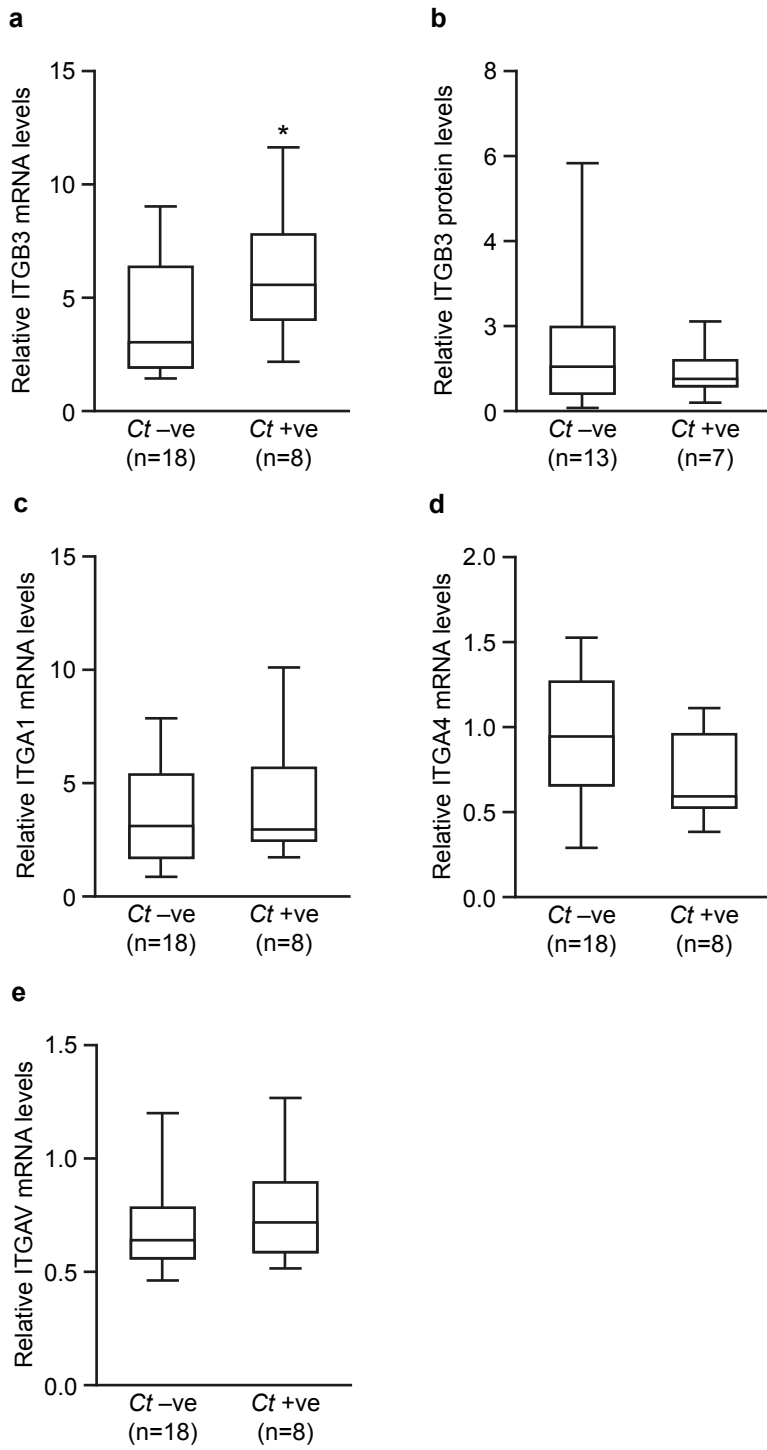 a
Relative ITGB3 mRNA levels
15
10
5
0
*
Ct –ve
(n=18)
Ct +ve
(n=8)
b
Relative ITGB3 protein levels
8
6
4
3
0
Ct –ve
(n=13)
Ct +ve
(n=7)
c
Relative ITGA1 mRNA levels
15
10
5
0
Ct –ve
(n=18)
Ct +ve
(n=8)
d
Relative ITGA4 mRNA levels
2.0
1.5
1.0
0.5
0.0
Ct –ve
(n=18)
Ct +ve
(n=8)
e
Relative ITGAV mRNA levels
1.5
1.0
0.5
0.0
Ct –ve
(n=18)
Ct +ve
(n=8)